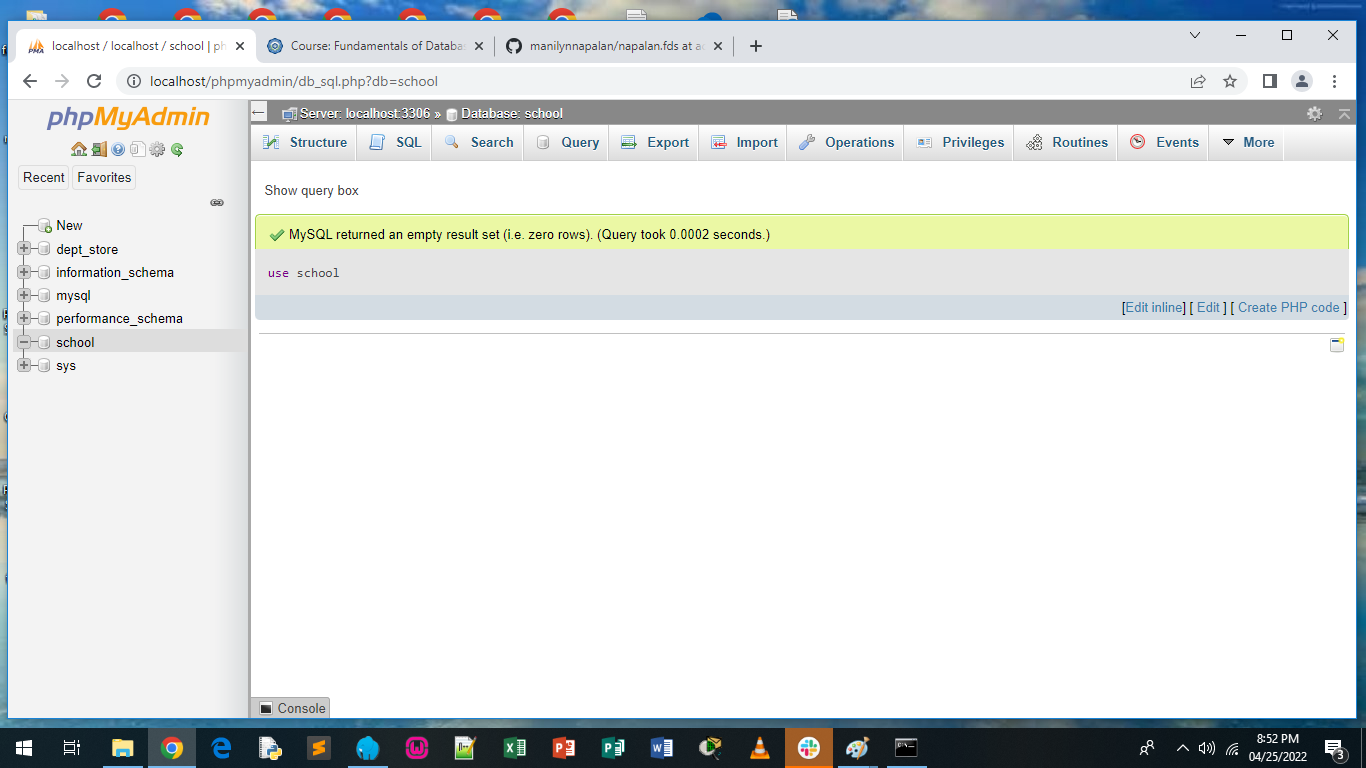 localhost / localhost / school | ph
Course: Fundamentals of Databa
manilynnapalan/napalan.fds at a
localhost/phpmyadmin/db_sql.php?db=school
phpMyAdmin
Recent
Favorites
New
dept_store
information_schema
mysql
performance_schema
school
sys
Server: localhost:3306 » Database: school
Structure
SQL
Search
Query
Export
Import
Operations
Privileges
Routines
Events
More
Show query box
MySQL returned an empty result set (i.e. zero rows). (Query took 0.0002 seconds.)
use school
[Edit inline] [ Edit ] [ Create PHP code ]
Console
8:52 PM
04/25/2022
3